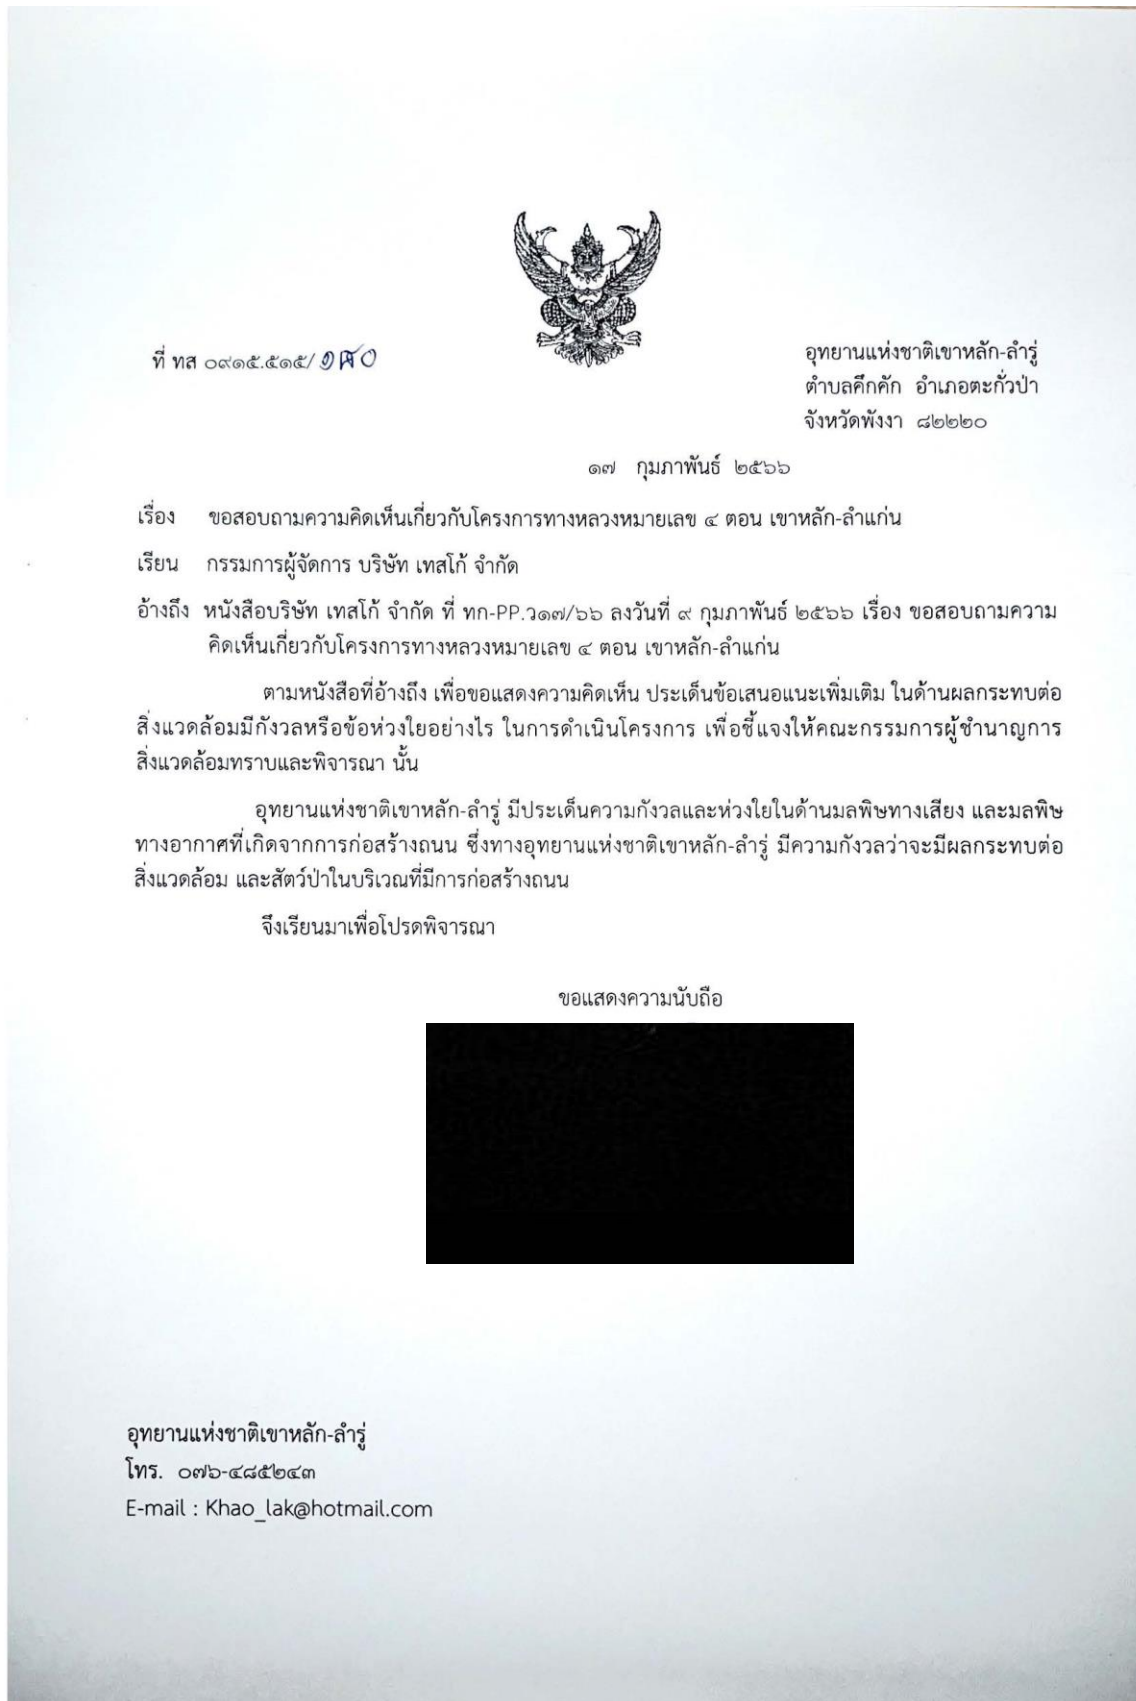 ที่ ทส ๐๙๑๕.๕๑๕/
อุทยานแห่งชาติเขาหลัก-ลำรู่
ตำบลคึกคัก อำเภอตะกั่วป่า
จังหวัดพังงา ๘๒๒๒๐
๑๗ กุมภาพันธ์ ๒๕๖๖
เรื่อง ขอสอบถามความคิดเห็นเกี่ยวกับโครงการทางหลวงหมายเลข ๔ ตอน เขาหลัก-ลำแก่น
เรียน กรรมการผู้จัดการ บริษัท เทสโก้ จำกัด
อ้างถึง หนังสือบริษัท เทสโก้ จำกัด ที่ ทก-PP.ว๑๗/๖๖ ลงวันที่ ๙ กุมภาพันธ์ ๒๕๖๖ เรื่อง ขอสอบถามความ
คิดเห็นเกี่ยวกับโครงการทางหลวงหมายเลข ๔ ตอน เขาหลัก-ลำแก่น
ตามหนังสือที่อ้างถึง เพื่อขอแสดงความคิดเห็น ประเด็นข้อเสนอแนะเพิ่มเติม ในด้านผลกระทบต่อ
สิ่งแวดล้อมมีกังวลหรือข้อห่วงใยอย่างไร ในการดำเนินโครงการ เพื่อชี้แจงให้คณะกรรมการผู้ชำนาญการ
สิ่งแวดล้อมทราบและพิจารณา นั้น
อุทยานแห่งชาติเขาหลัก-ลำรู่ มีประเด็นความกังวลและห่วงใยในด้านมลพิษทางเสียง และมลพิษ
ทางอากาศที่เกิดจากการก่อสร้างถนน ซึ่งทางอุทยานแห่งชาติเขาหลัก-ลำรู่ มีความกังวลว่าจะมีผลกระทบต่อ
สิ่งแวดล้อม และสัตว์ป่าในบริเวณที่มีการก่อสร้างถนน
จึงเรียนมาเพื่อโปรดพิจารณา
ขอแสดงความนับถือ
อุทยานแห่งชาติเขาหลัก-ลำรู่
โทร. ๐๗๖-๔๘๕๒๔๓
E-mail : Khao_lak@hotmail.com